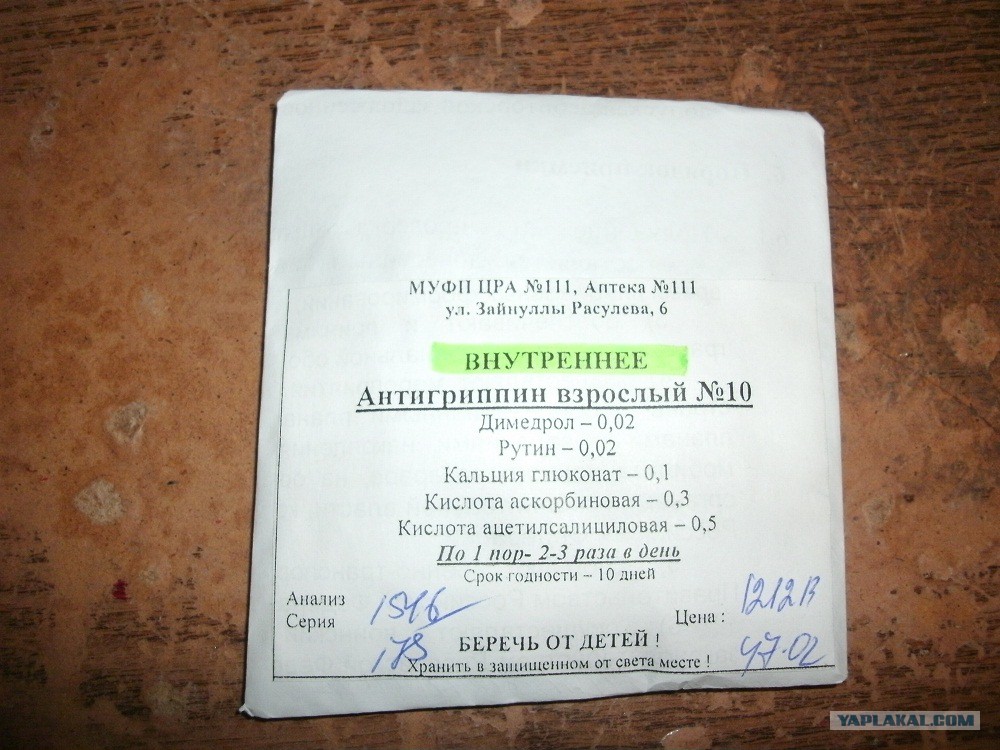 МУФП ЦРА №111, Аптека №111
ул. Зайнуллы Расулева, 6
ВНУТРЕННЕЕ
Антигриппин взрослый №10
Димедрол – 0,02
Рутин – 0,02
Кальция глюконат – 0,1
Кислота аскорбиновая – 0,3
Кислота ацетилсалициловая – 0,5
По 1 пор- 2-3 раза в день
Срок годности – 10 дней
Анализ
Серия
Цена :
47-02
БЕРЕЧЬ ОТ ДЕТЕЙ !
Хранить в защищенном от света месте !
YAPLAKAL.COM